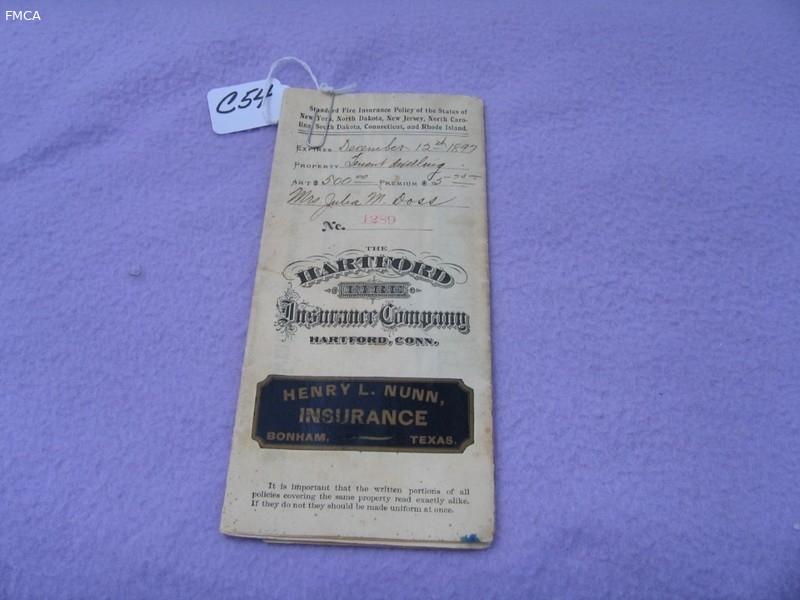 FMCA
C54
Standard Fire Insurance Policy of the States of
New York, North Dakota, New Jersey, North Caro-
lina, South Dakota, Connecticut, and Rhode Island.
EXPIRES December 12th 1897
PROPERTY Tenant dwelling
AM'T $ 500.00 PREMIUM $ 5
Mrs Julia M. Doss
No. 1289
THE
HARTFORD
FIRE
Insurance Company
HARTFORD, CONN.
HENRY L. NUNN,
INSURANCE
BONHAM, TEXAS.
It is important that the written portions of all
policies covering the same property read exactly alike.
If they do not they should be made uniform at once.